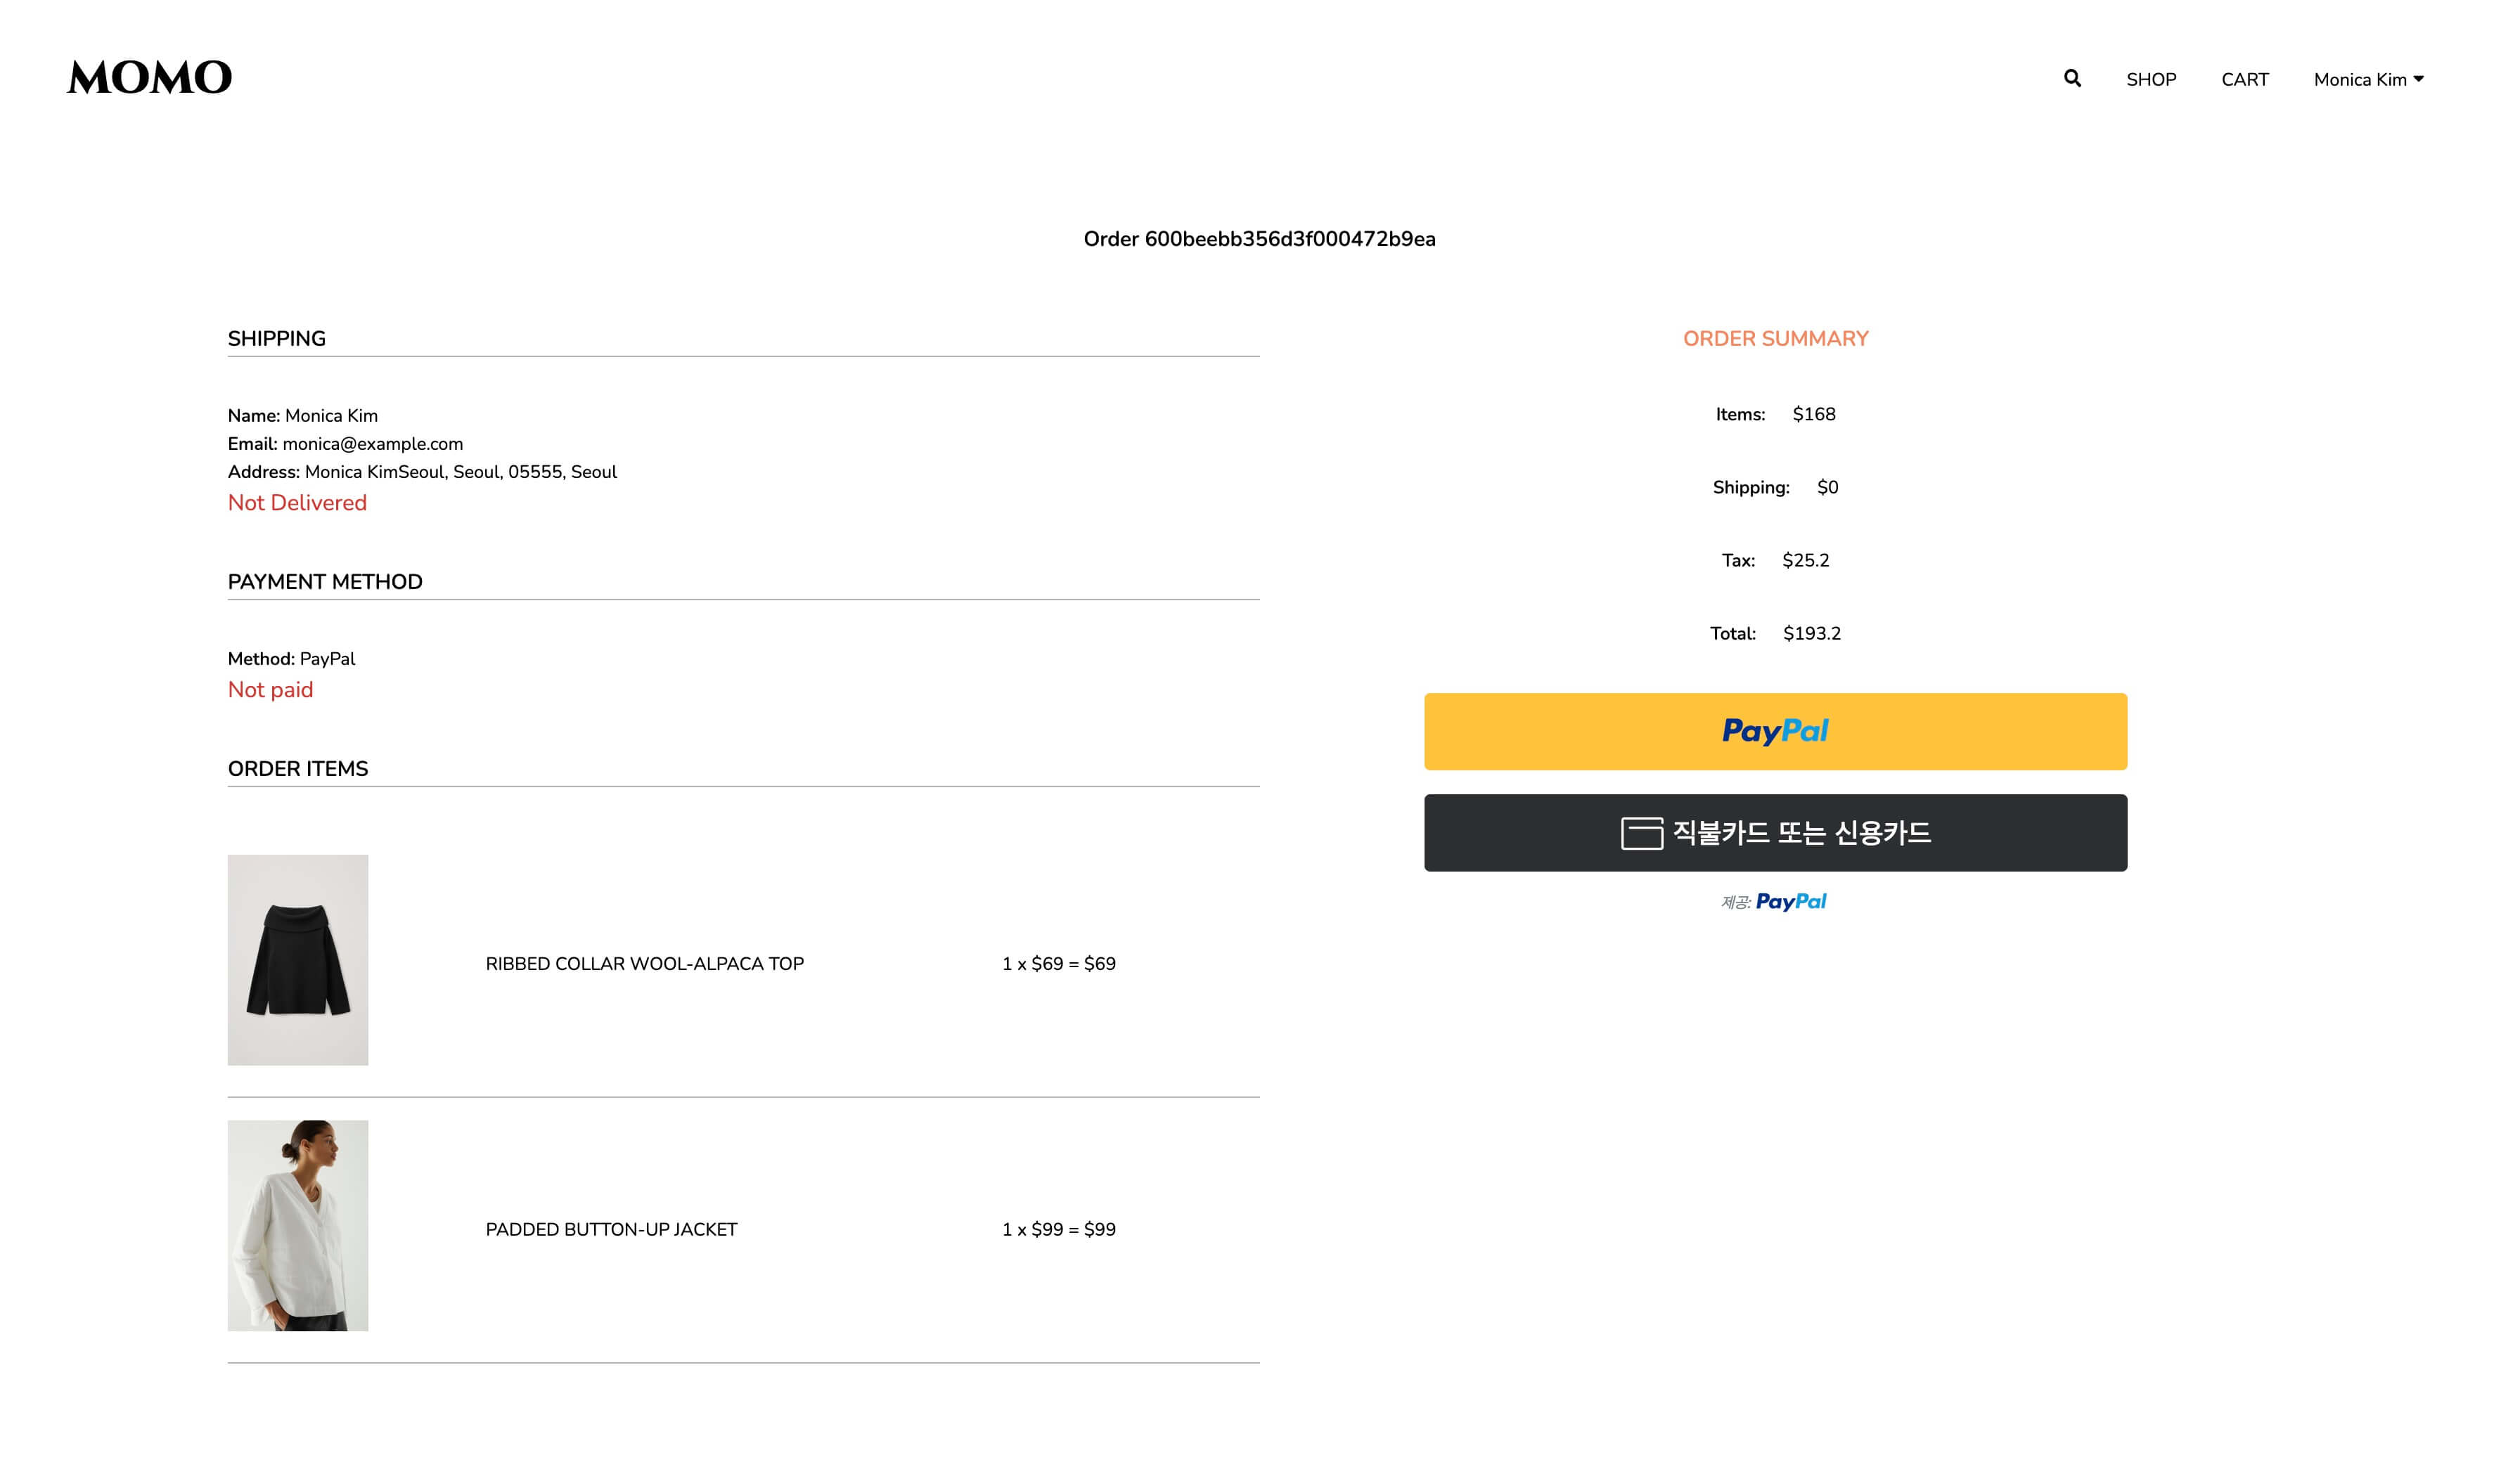 MOMO
SHOP
CART
Monica Kim
Order 600beebb356d3f000472b9ea
SHIPPING
Name: Monica Kim
Email: monica@example.com
Address: Monica KimSeoul, Seoul, 05555, Seoul
Not Delivered
PAYMENT METHOD
Method: PayPal
Not paid
ORDER ITEMS
RIBBED COLLAR WOOL-ALPACA TOP
1 x $69 = $69
PADDED BUTTON-UP JACKET
1 x $99 = $99
ORDER SUMMARY
Items: $168
Shipping: $0
Tax: $25.2
Total: $193.2
PayPal
직불카드 또는 신용카드
제공: PayPal